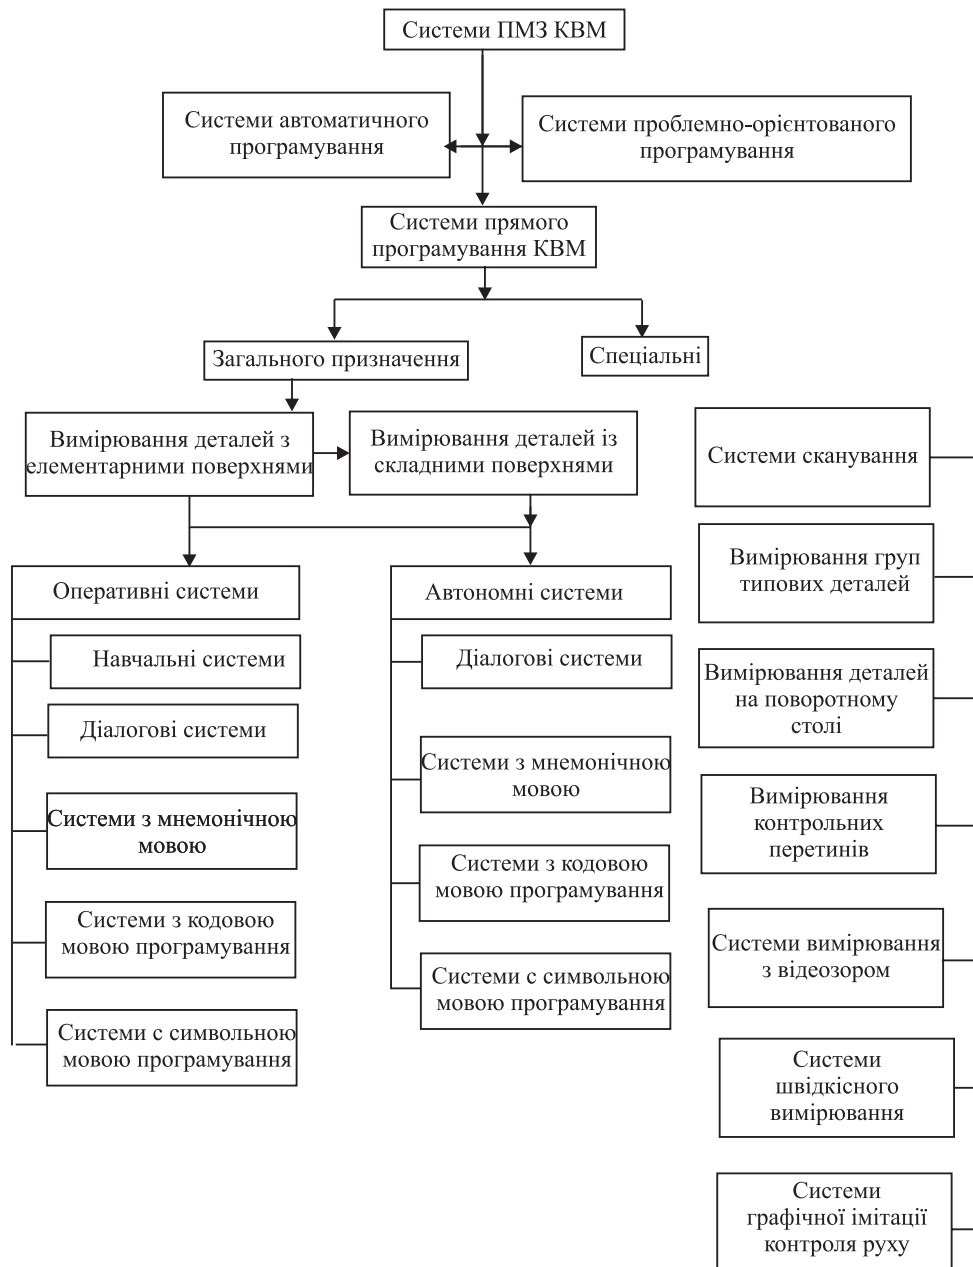 Системи ПМЗ КВМ
Системи автоматичного
програмування
Системи проблемно-орієнтованого
програмування
Системи прямого
програмування КВМ
Загального призначення
Спеціальні
Вимірювання деталей з
елементарними поверхнями
Вимірювання деталей із
складними поверхнями
Оперативні системи
Навчальні системи
Діалогові системи
Системи з мнемонічною
мовою
Системи з кодовою
мовою програмування
Системи с символьною
мовою програмування
Автономні системи
Діалогові системи
Системи з мнемонічною
мовою
Системи з кодовою
мовою програмування
Системи с символьною
мовою програмування
Системи сканування
Вимірювання груп
типових деталей
Вимірювання деталей
на поворотному
столі
Вимірювання
контрольних
перетинів
Системи вимірювання
з відеозором
Системи
швідкісного
вимірювання
Системи
графічної імітації
контроля руху